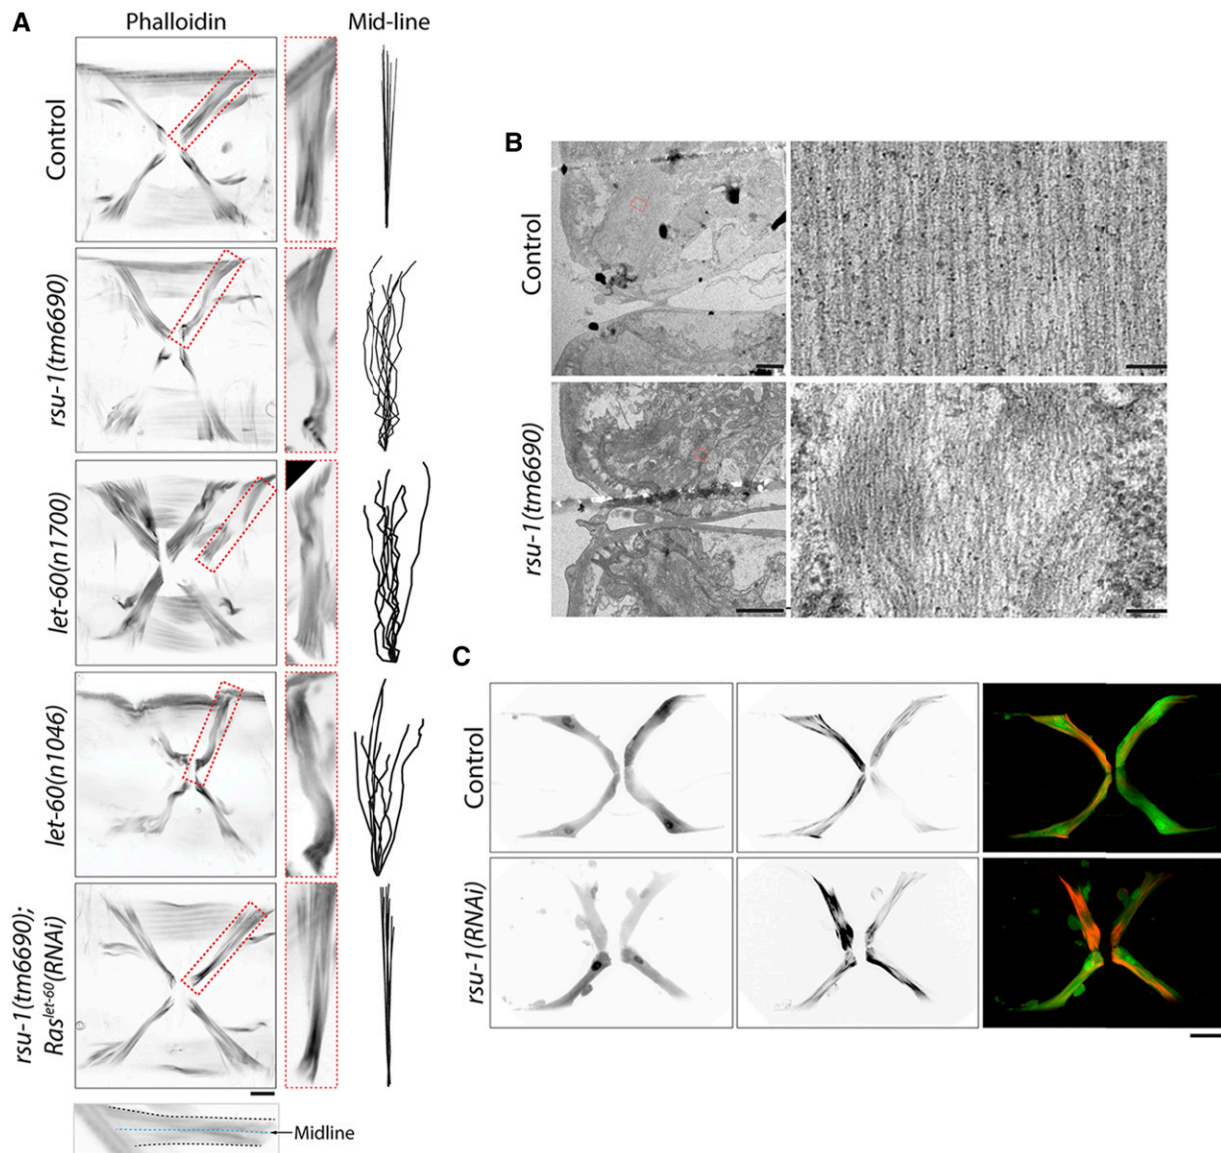 A
Phalloidin
Mid-line
Control
rsu-1(tm6690)
let-60(n1700)
let-60(n1046)
rsu-1(tm6690);
Ras^let-60(RNAi)
Midline
B
Control
rsu-1(tm6690)
C
Control
rsu-1(RNAi)